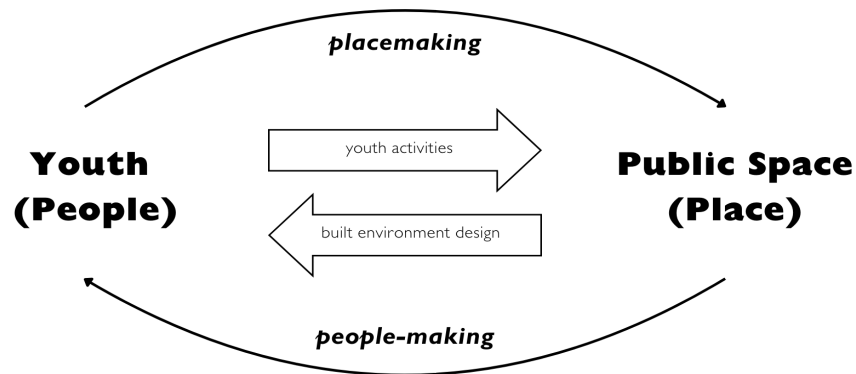 placemaking
youth activities
Youth
(People)
Public Space
(Place)
built environment design
people-making